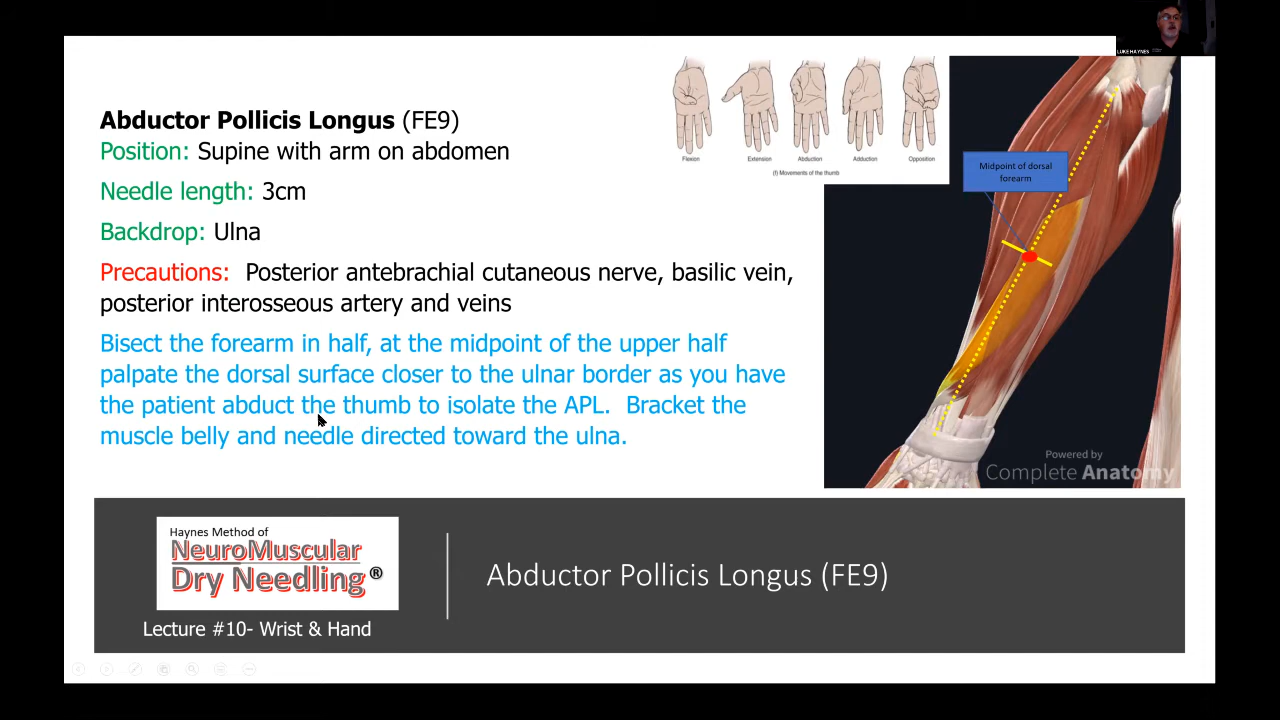 LUKE HAYNES
Abductor Pollicis Longus (FE9)
Position: Supine with arm on abdomen
Needle length: 3cm
Backdrop: Ulna
Precautions: Posterior antebrachial cutaneous nerve, basilic vein,
posterior interosseous artery and veins
Bisect the forearm in half, at the midpoint of the upper half
palpate the dorsal surface closer to the ulnar border as you have
the patient abduct the thumb to isolate the APL. Bracket the
muscle belly and needle directed toward the ulna.
Flexion Extension Abduction Adduction Opposition
(f) Movements of the thumb
Midpoint of dorsal
forearm
Powered by
Complete Anatomy
Haynes Method of
NeuroMuscular
Dry Needling®
Lecture #10- Wrist & Hand
Abductor Pollicis Longus (FE9)